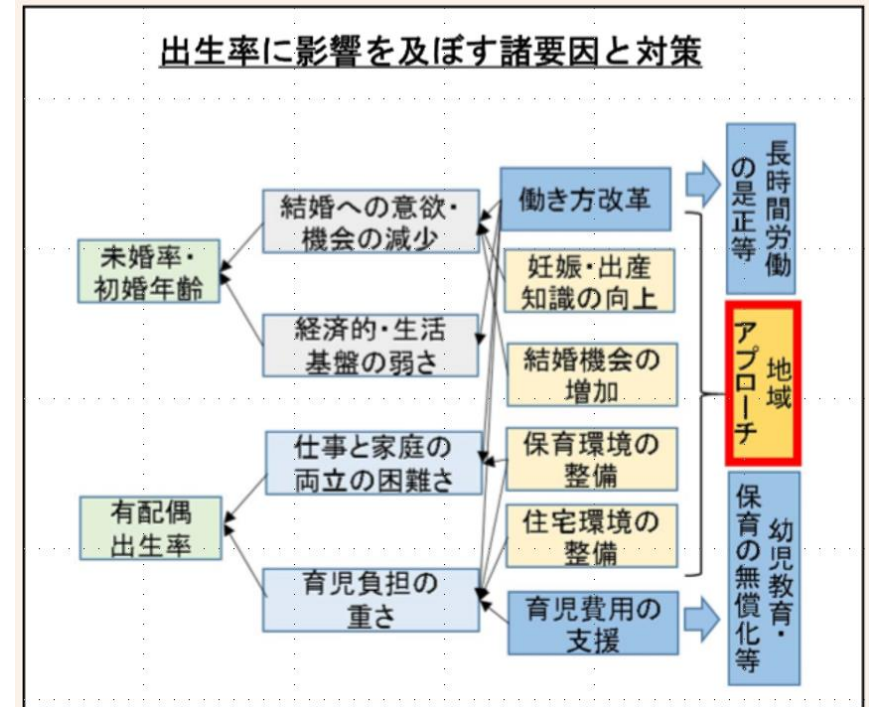 出生率に影響を及ぼす諸要因と対策
未婚率・
初婚年齢
有配偶
出生率
結婚への意欲・
機会の減少
経済的・生活
基盤の弱さ
仕事と家庭の
両立の困難さ
育児負担の
重さ
働き方改革
妊娠・出産
知識の向上
結婚機会の
増加
保育環境の
整備
住宅環境の
整備
育児費用の
支援
長時間労働
の是正等
地域
アプローチ
幼児教育・
保育の無償化等